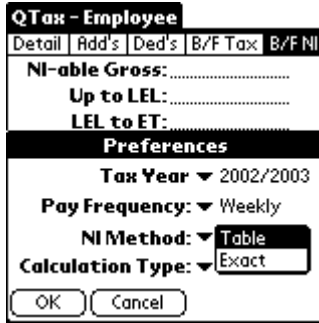 QTax - Employee
Detail Add's Ded's B/F Tax B/F NI
NI-able Gross:
Up to LEL:
LEL to ET:
Preferences
Tax Year 2002/2003
Pay Frequency: Weekly
NI Method: Table
Exact
Calculation Type:
OK Cancel